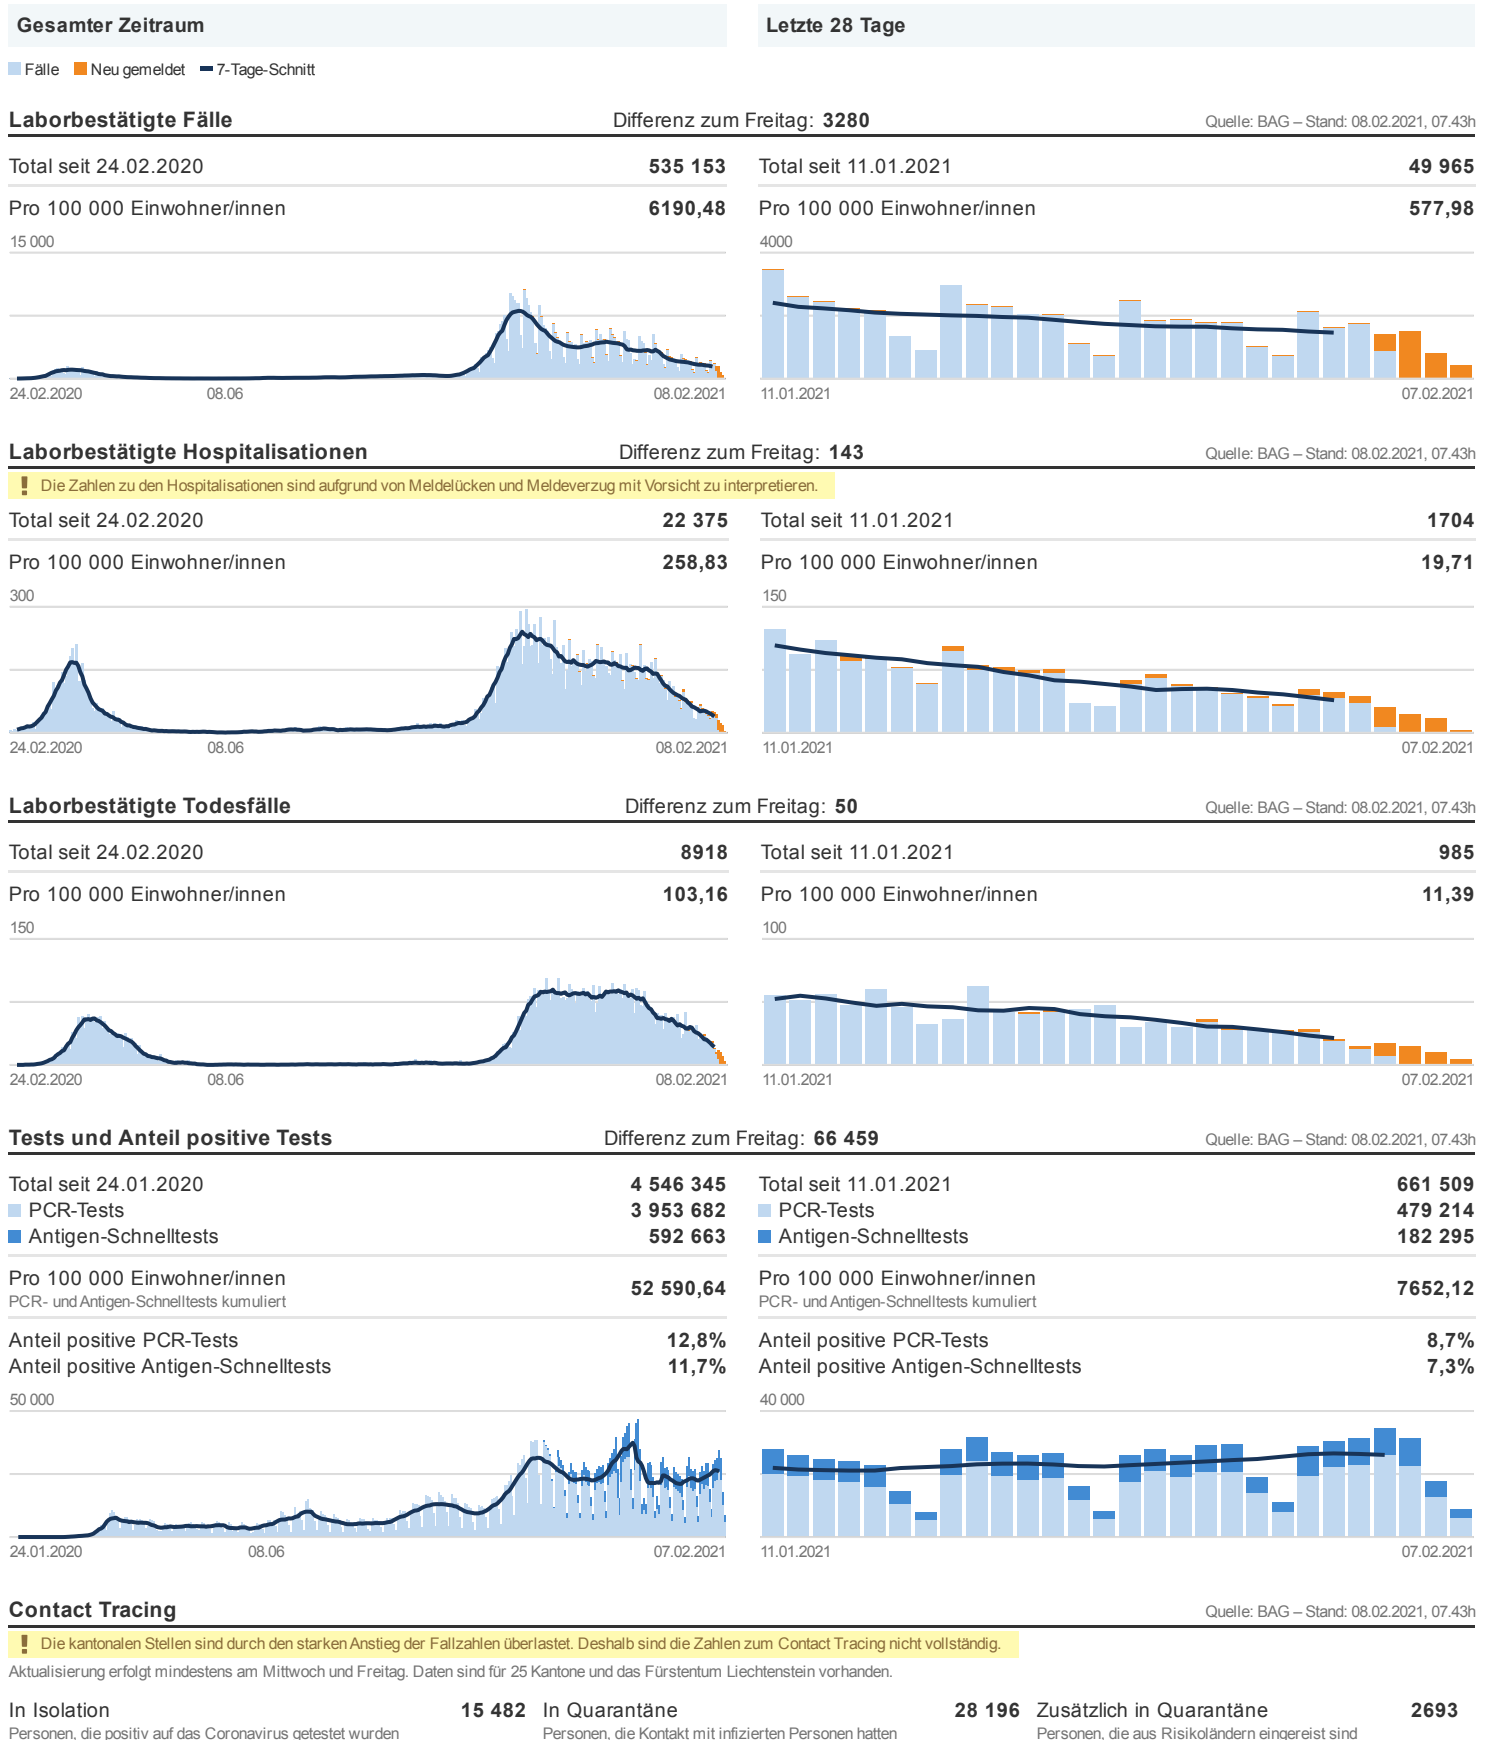 Gesamter Zeitraum
Letzte 28 Tage
Fälle Neu gemeldet 7-Tage-Schnitt
Laborbestätigte Fälle Differenz zum Freitag: 3280 Quelle: BAG – Stand: 08.02.2021, 07.43h
Total seit 24.02.2020 535 153
Pro 100 000 Einwohner/innen 6190,48
15 000
24.02.2020 08.06 08.02.2021
Total seit 11.01.2021 49 965
Pro 100 000 Einwohner/innen 577,98
4000
11.01.2021 07.02.2021
Laborbestätigte Hospitalisationen Differenz zum Freitag: 143 Quelle: BAG – Stand: 08.02.2021, 07.43h
! Die Zahlen zu den Hospitalisationen sind aufgrund von Meldelücken und Meldeverzug mit Vorsicht zu interpretieren.
Total seit 24.02.2020 22 375
Pro 100 000 Einwohner/innen 258,83
300
24.02.2020 08.06 08.02.2021
Total seit 11.01.2021 1704
Pro 100 000 Einwohner/innen 19,71
150
11.01.2021 07.02.2021
Laborbestätigte Todesfälle Differenz zum Freitag: 50 Quelle: BAG – Stand: 08.02.2021, 07.43h
Total seit 24.02.2020 8918
Pro 100 000 Einwohner/innen 103,16
150
24.02.2020 08.06 08.02.2021
Total seit 11.01.2021 985
Pro 100 000 Einwohner/innen 11,39
100
11.01.2021 07.02.2021
Tests und Anteil positive Tests Differenz zum Freitag: 66 459 Quelle: BAG – Stand: 08.02.2021, 07.43h
Total seit 24.01.2020 4 546 345
PCR-Tests 3 953 682
Antigen-Schnelltests 592 663
Pro 100 000 Einwohner/innen 52 590,64
PCR- und Antigen-Schnelltests kumuliert
Anteil positive PCR-Tests 12,8%
Anteil positive Antigen-Schnelltests 11,7%
50 000
24.01.2020 08.06 07.02.2021
Total seit 11.01.2021 661 509
PCR-Tests 479 214
Antigen-Schnelltests 182 295
Pro 100 000 Einwohner/innen 7652,12
PCR- und Antigen-Schnelltests kumuliert
Anteil positive PCR-Tests 8,7%
Anteil positive Antigen-Schnelltests 7,3%
40 000
11.01.2021 07.02.2021
Contact Tracing Quelle: BAG – Stand: 08.02.2021, 07.43h
! Die kantonalen Stellen sind durch den starken Anstieg der Fallzahlen überlastet. Deshalb sind die Zahlen zum Contact Tracing nicht vollständig.
Aktualisierung erfolgt mindestens am Mittwoch und Freitag. Daten sind für 25 Kantone und das Fürstentum Liechtenstein vorhanden.
In Isolation 15 482
Personen, die positiv auf das Coronavirus getestet wurden
In Quarantäne 28 196
Personen, die Kontakt mit infizierten Personen hatten
Zusätzlich in Quarantäne 2693
Personen, die aus Risikoländern eingereist sind